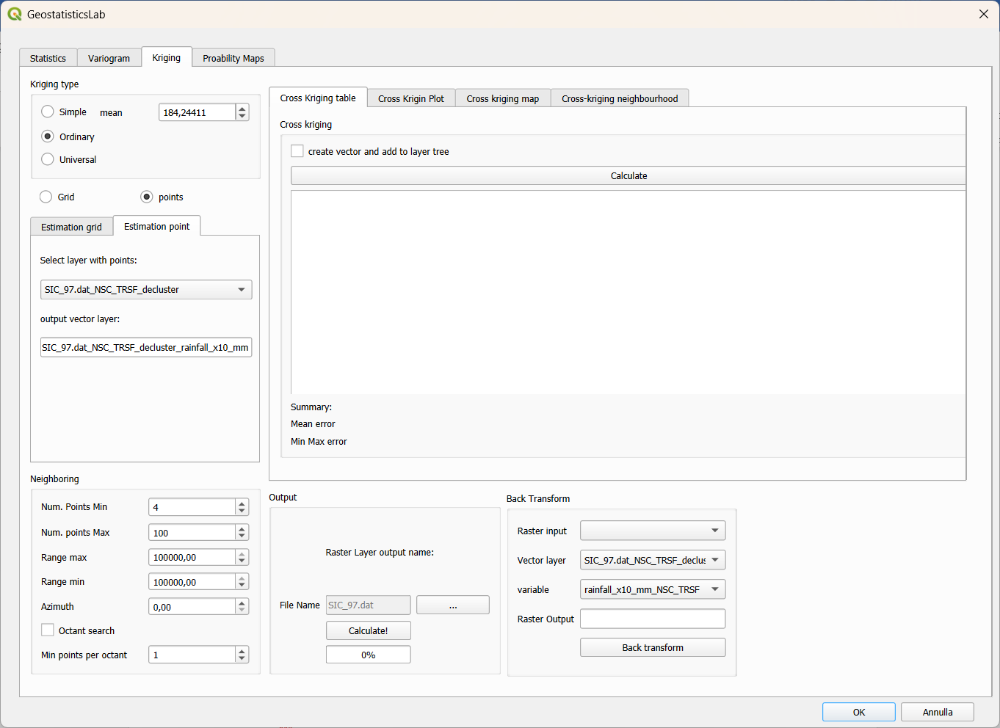 GeostatisticsLab
Statistics
Variogram
Kriging
Proability Maps
Kriging type
Simple
mean
184,24411
Ordinary
Universal
Grid
points
Estimation grid
Estimation point
Select layer with points:
SIC_97.dat_NSC_TRSF_decluster
output vector layer:
SIC_97.dat_NSC_TRSF_decluster_rainfall_x10_mm
Neighboring
Num. Points Min
4
Num. points Max
100
Range max
100000,00
Range min
100000,00
Azimuth
0,00
Octant search
Min points per octant
1
Cross Kriging table
Cross Krigin Plot
Cross kriging map
Cross-kriging neighbourhood
Cross kriging
create vector and add to layer tree
Calculate
Summary:
Mean error
Min Max error
Output
Raster Layer output name:
File Name
SIC_97.dat
...
Calculate!
0%
Back Transform
Raster input
Vector layer
SIC_97.dat_NSC_TRSF_declus
variable
rainfall_x10_mm_NSC_TRSF
Raster Output
Back transform
OK
Annulla